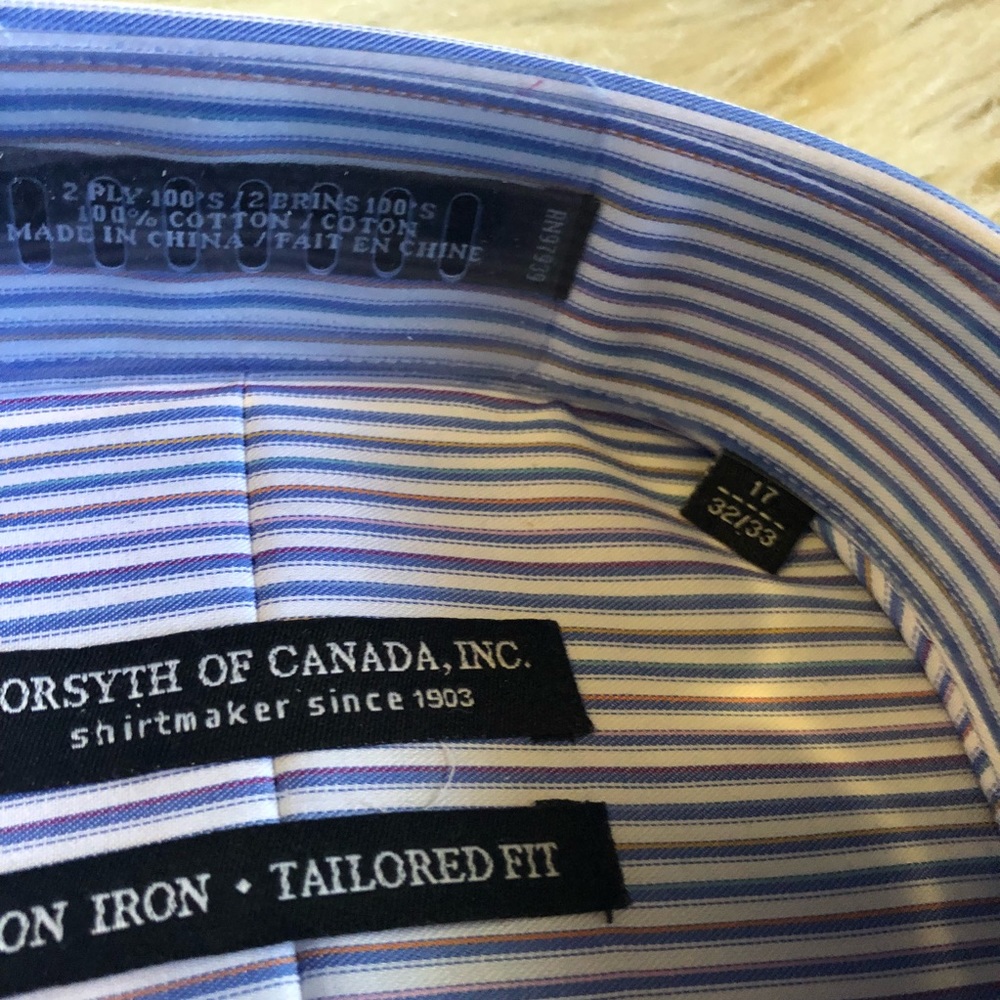 2 PLY 100'S / 2 BRINS 100'S
100% COTTON / COTON
MADE IN CHINA / FAIT EN CHINE
RN97939
17
32/33
ORSYTH OF CANADA, INC.
shirtmaker since 1903
ON IRON • TAILORED FIT